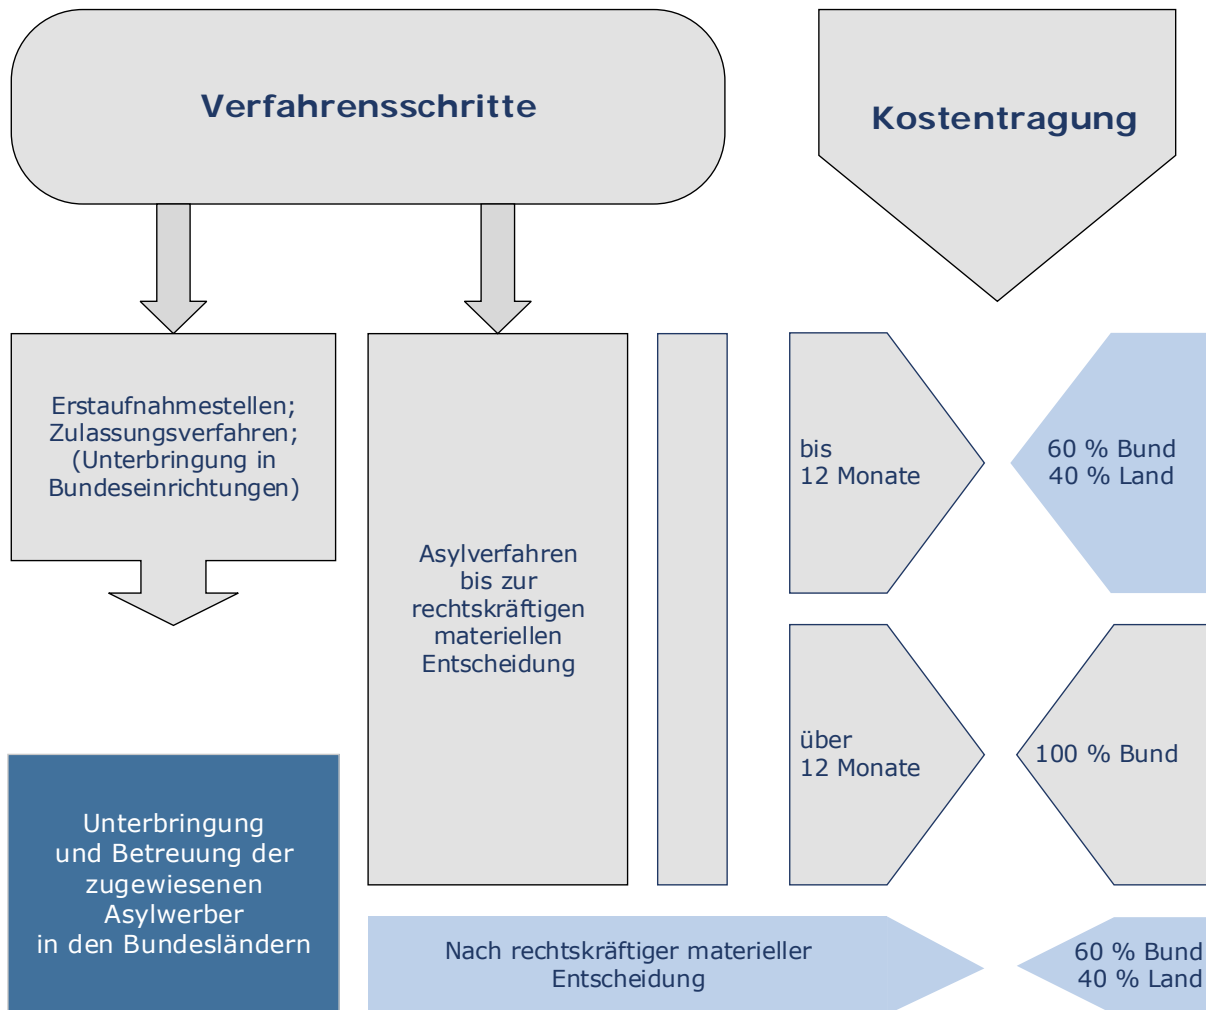 Verfahrensschritte
Kostentragung
Erstaufnahmestellen;
Zulassungsverfahren;
(Unterbringung in
Bundeseinrichtungen)
Asylverfahren
bis zur
rechtskräftigen
materiellen
Entscheidung
bis
12 Monate
60 % Bund
40 % Land
über
12 Monate
100 % Bund
Unterbringung
und Betreuung der
zugewiesenen
Asylwerber
in den Bundesländern
Nach rechtskräftiger materieller
Entscheidung
60 % Bund
40 % Land